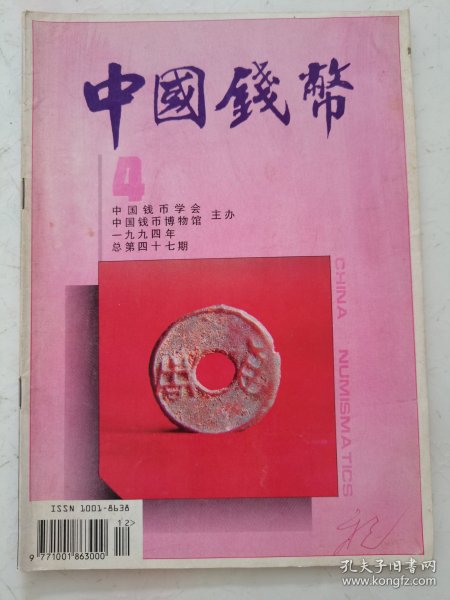 中國錢幣
4
中国钱币学会
中国钱币博物馆 主办
一九九四年
总第四十七期
CHINA NUMISMATICS
ISSN 1001-8638
12>
9 771001 863000
孔夫子旧书网
www.kongfz.com